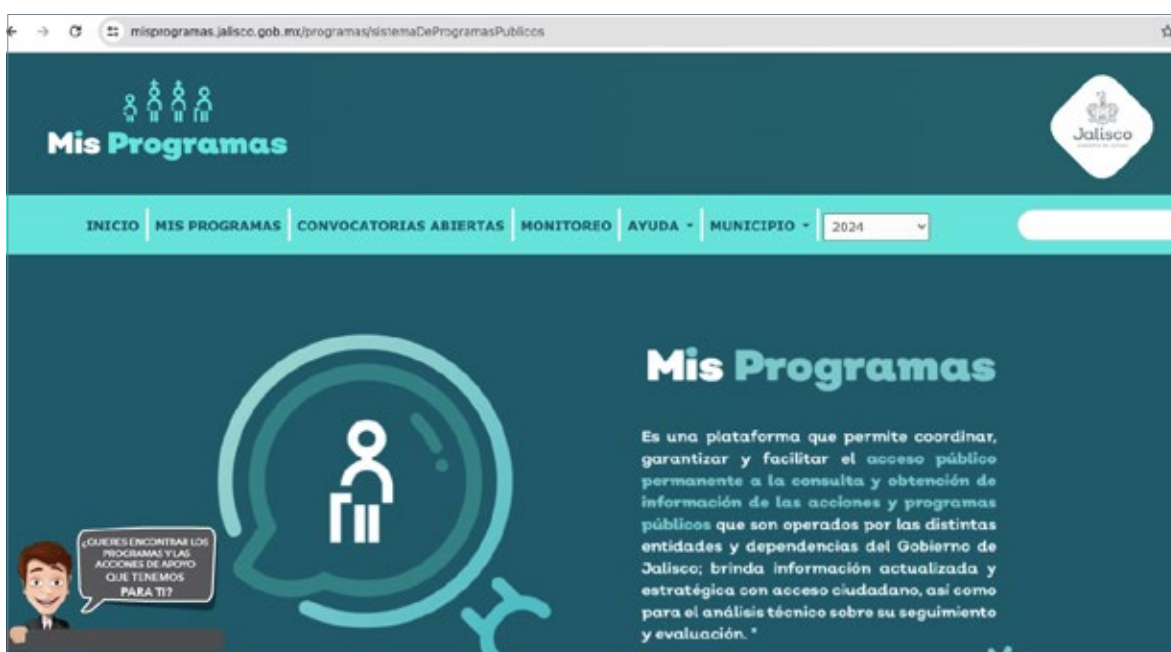 misprogramas.jalisco.gob.mx/programas/sistemaDeProgramasPublicos
Mis Programas
Jalisco
INICIO MIS PROGRAMAS CONVOCATORIAS ABIERTAS MONITOREO AYUDA MUNICIPIO 2024
Mis Programas
Es una plataforma que permite coordinar,
garantizar y facilitar el acceso público
permanente a la consulta y obtención de
información de las acciones y programas
públicos que son operados por las distintas
entidades y dependencias del Gobierno de
Jalisco; brinda información actualizada y
estratégica con acceso ciudadano, así como
para el análisis técnico sobre su seguimiento
y evaluación. "
¿QUIERES ENCONTRAR LOS
PROGRAMAS Y LAS
ACCIONES DE APOYO
QUE TENEMOS
PARA TI?